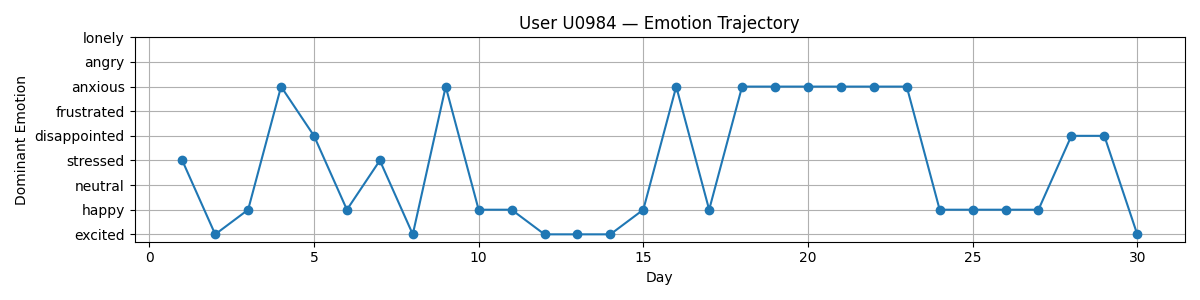 User U0984 — Emotion Trajectory
Dominant Emotion
lonely
angry
anxious
frustrated
disappointed
stressed
neutral
happy
excited
0 5 10 15 20 25 30
Day